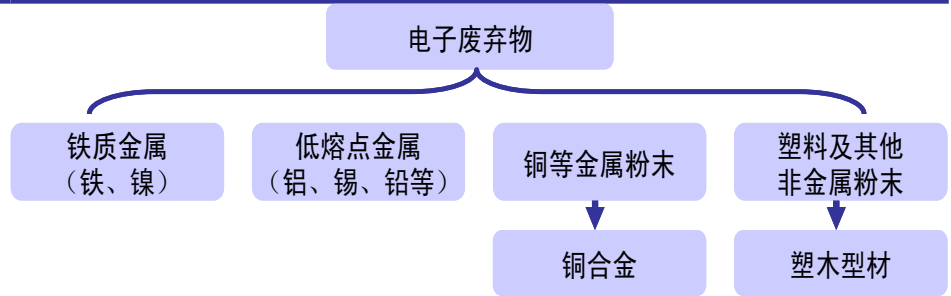 电子废弃物
铁质金属
（铁、镍）
低熔点金属
（铝、锡、铅等）
铜等金属粉末
塑料及其他
非金属粉末
铜合金
塑木型材